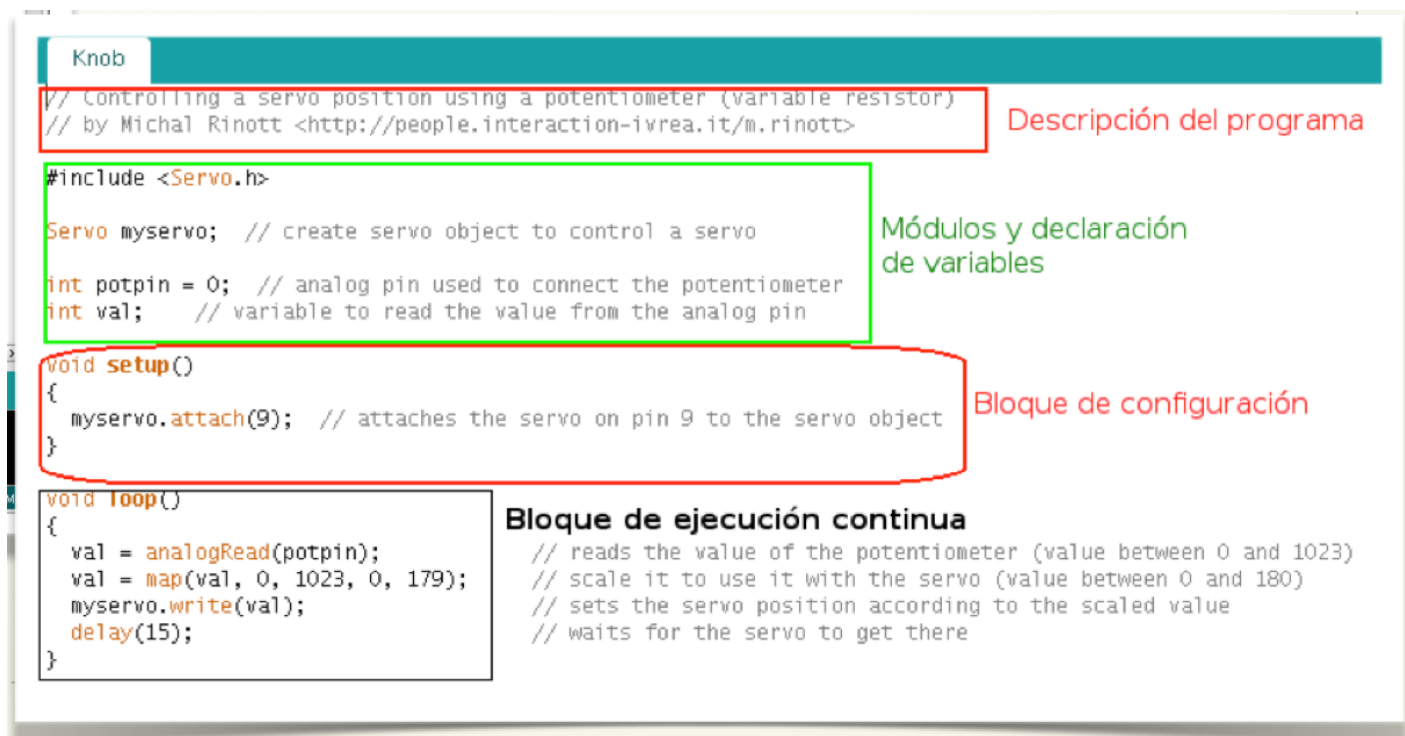 Knob
// Controlling a servo position using a potentiometer (variable resistor)
// by Michal Rinott <http://people.interaction-ivrea.it/m.rinott>
Descripción del programa
#include <Servo.h>
Servo myservo;  // create servo object to control a servo
int potpin = 0;  // analog pin used to connect the potentiometer
int val;    // variable to read the value from the analog pin
Módulos y declaración
de variables
void setup()
{
  myservo.attach(9);  // attaches the servo on pin 9 to the servo object
}
Bloque de configuración
void loop()
{
Bloque de ejecución continua
  val = analogRead(potpin);            // reads the value of the potentiometer (value between 0 and 1023)
  val = map(val, 0, 1023, 0, 179);     // scale it to use it with the servo (value between 0 and 180)
  myservo.write(val);                  // sets the servo position according to the scaled value
  delay(15);                           // waits for the servo to get there
}